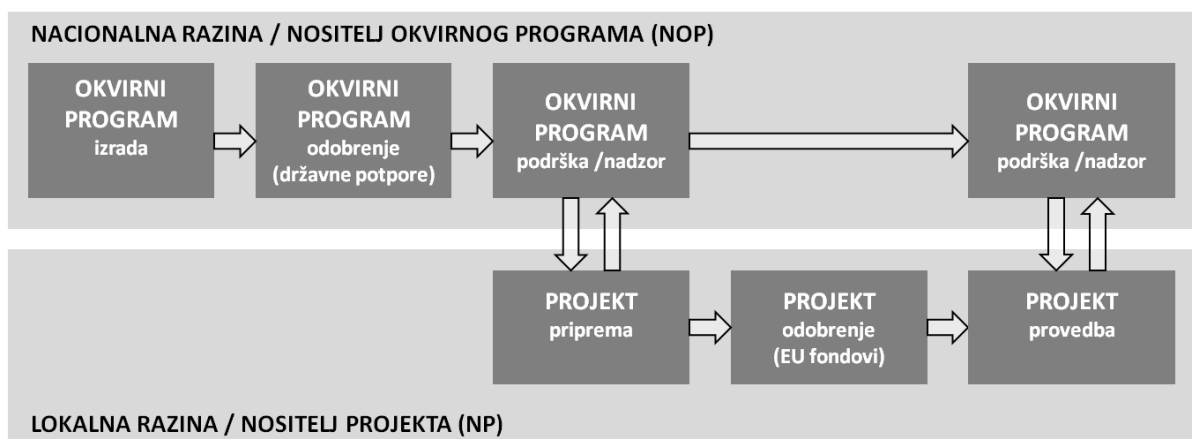 NACIONALNA RAZINA / NOSITELJ OKVIRNOG PROGRAMA (NOP)
OKVIRNI
PROGRAM
izrada
OKVIRNI
PROGRAM
odobrenje
(državne potpore)
OKVIRNI
PROGRAM
podrška /nadzor
OKVIRNI
PROGRAM
podrška /nadzor
PROJEKT
priprema
PROJEKT
odobrenje
(EU fondovi)
PROJEKT
provedba
LOKALNA RAZINA / NOSITELJ PROJEKTA (NP)